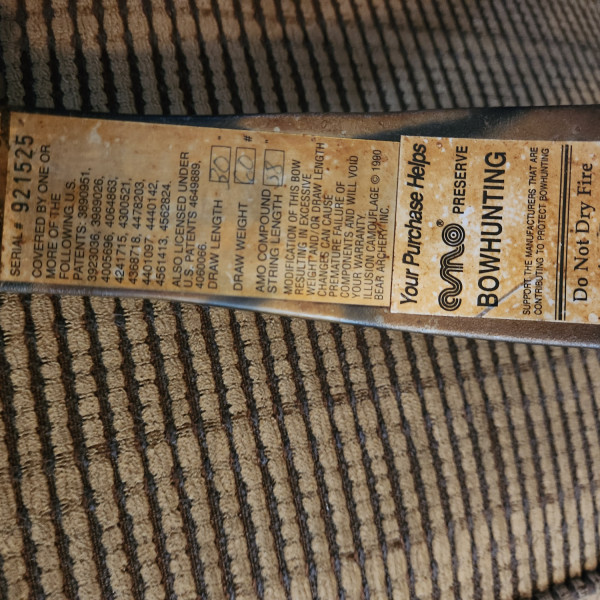 SERIAL # 921525
COVERED BY ONE OR
MORE OF THE
FOLLOWING U.S.
PATENTS: 3890951,
3923036, 3989026,
4005696, 4064863,
4241715, 4300521,
4368718, 4478203,
4401097, 4440142,
4561413, 4562824,
ALSO LICENSED UNDER
U.S. PATENTS 4649889,
4060066.
DRAW LENGTH 30 "
DRAW WEIGHT 60 #
AMO COMPOUND
STRING LENGTH
MODIFICATION OF THIS BOW
RESULTING IN EXCESSIVE
WEIGHT AND/OR DRAW LENGTH
CHANGES CAN CAUSE
PREMATURE FAILURE OF
COMPONENTS AND WILL VOID
YOUR WARRANTY.
ILLUSION CAMOUFLAGE © 1990
BEAR ARCHERY INC.
Your Purchase Helps
amo® PRESERVE
BOWHUNTING
SUPPORT THE MANUFACTURERS THAT ARE
CONTRIBUTING TO PROTECT BOWHUNTING
Do Not Dry Fire